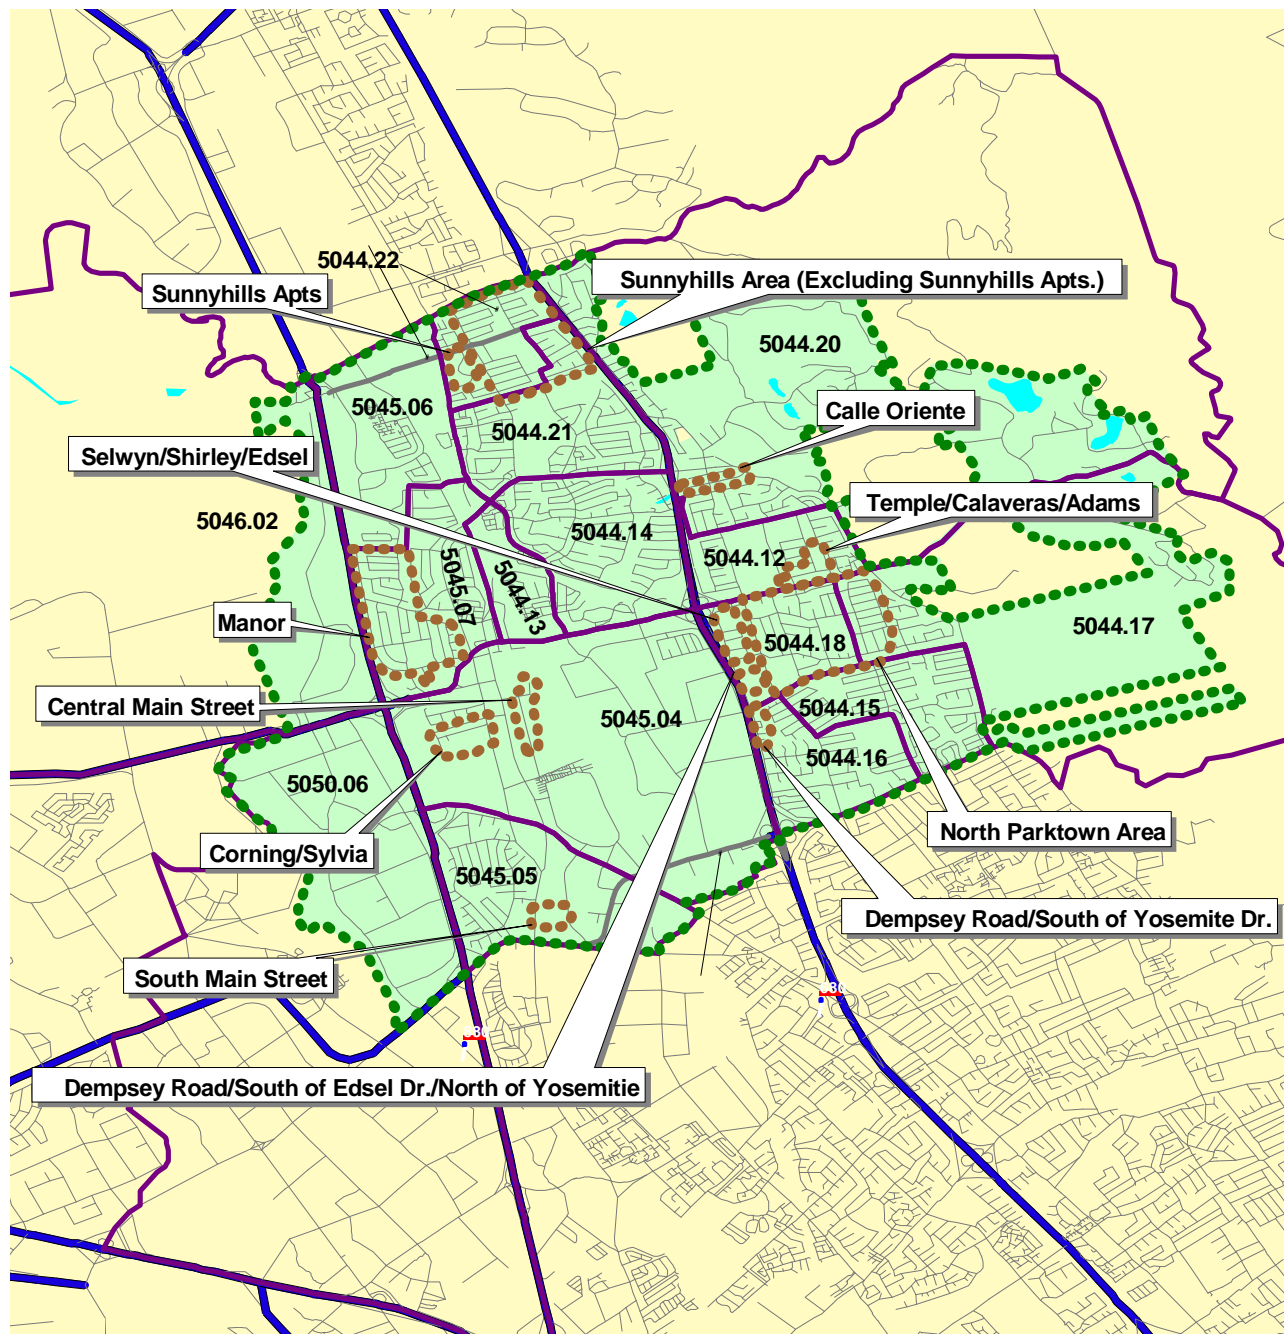 5044.22
Sunnyhills Area (Excluding Sunnyhills Apts.)
Sunnyhills Apts
5044.20
5045.06
Calle Oriente
5044.21
Selwyn/Shirley/Edsel
Temple/Calaveras/Adams
5046.02
5044.14
5044.12
5045.07
5044.13
Manor
5044.18
5044.17
Central Main Street
5044.15
5045.04
5044.16
5050.06
North Parktown Area
Corning/Sylvia
5045.05
Dempsey Road/South of Yosemite Dr.
South Main Street
Dempsey Road/South of Edsel Dr./North of Yosemitie